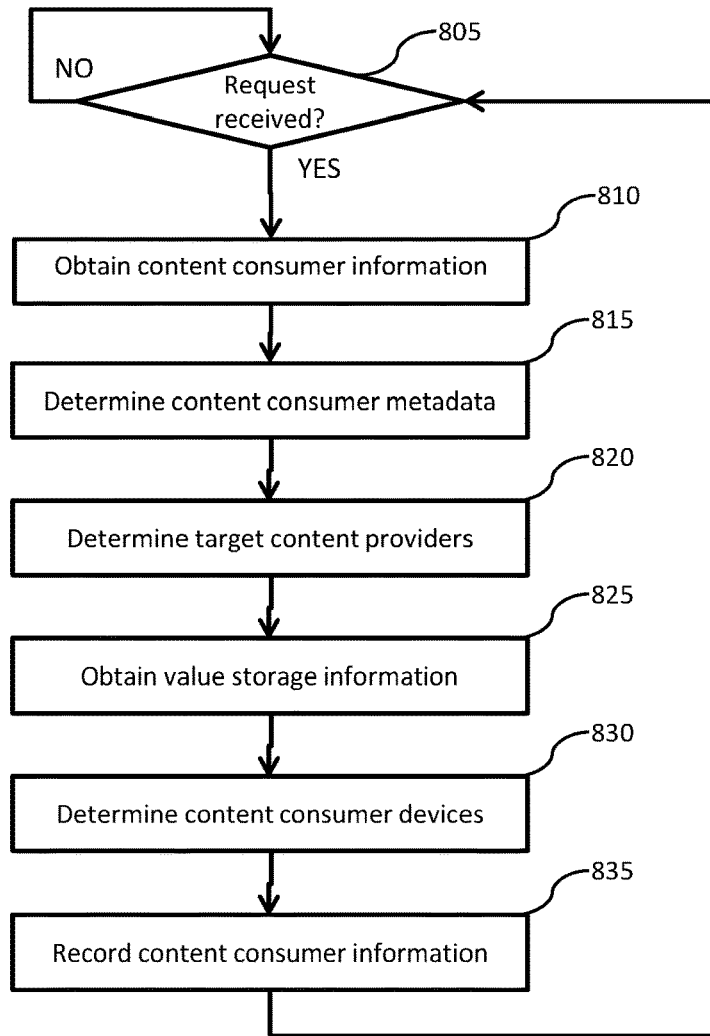 805
NO
Request
received?
YES
810
Obtain content consumer information
815
Determine content consumer metadata
820
Determine target content providers
825
Obtain value storage information
830
Determine content consumer devices
835
Record content consumer information